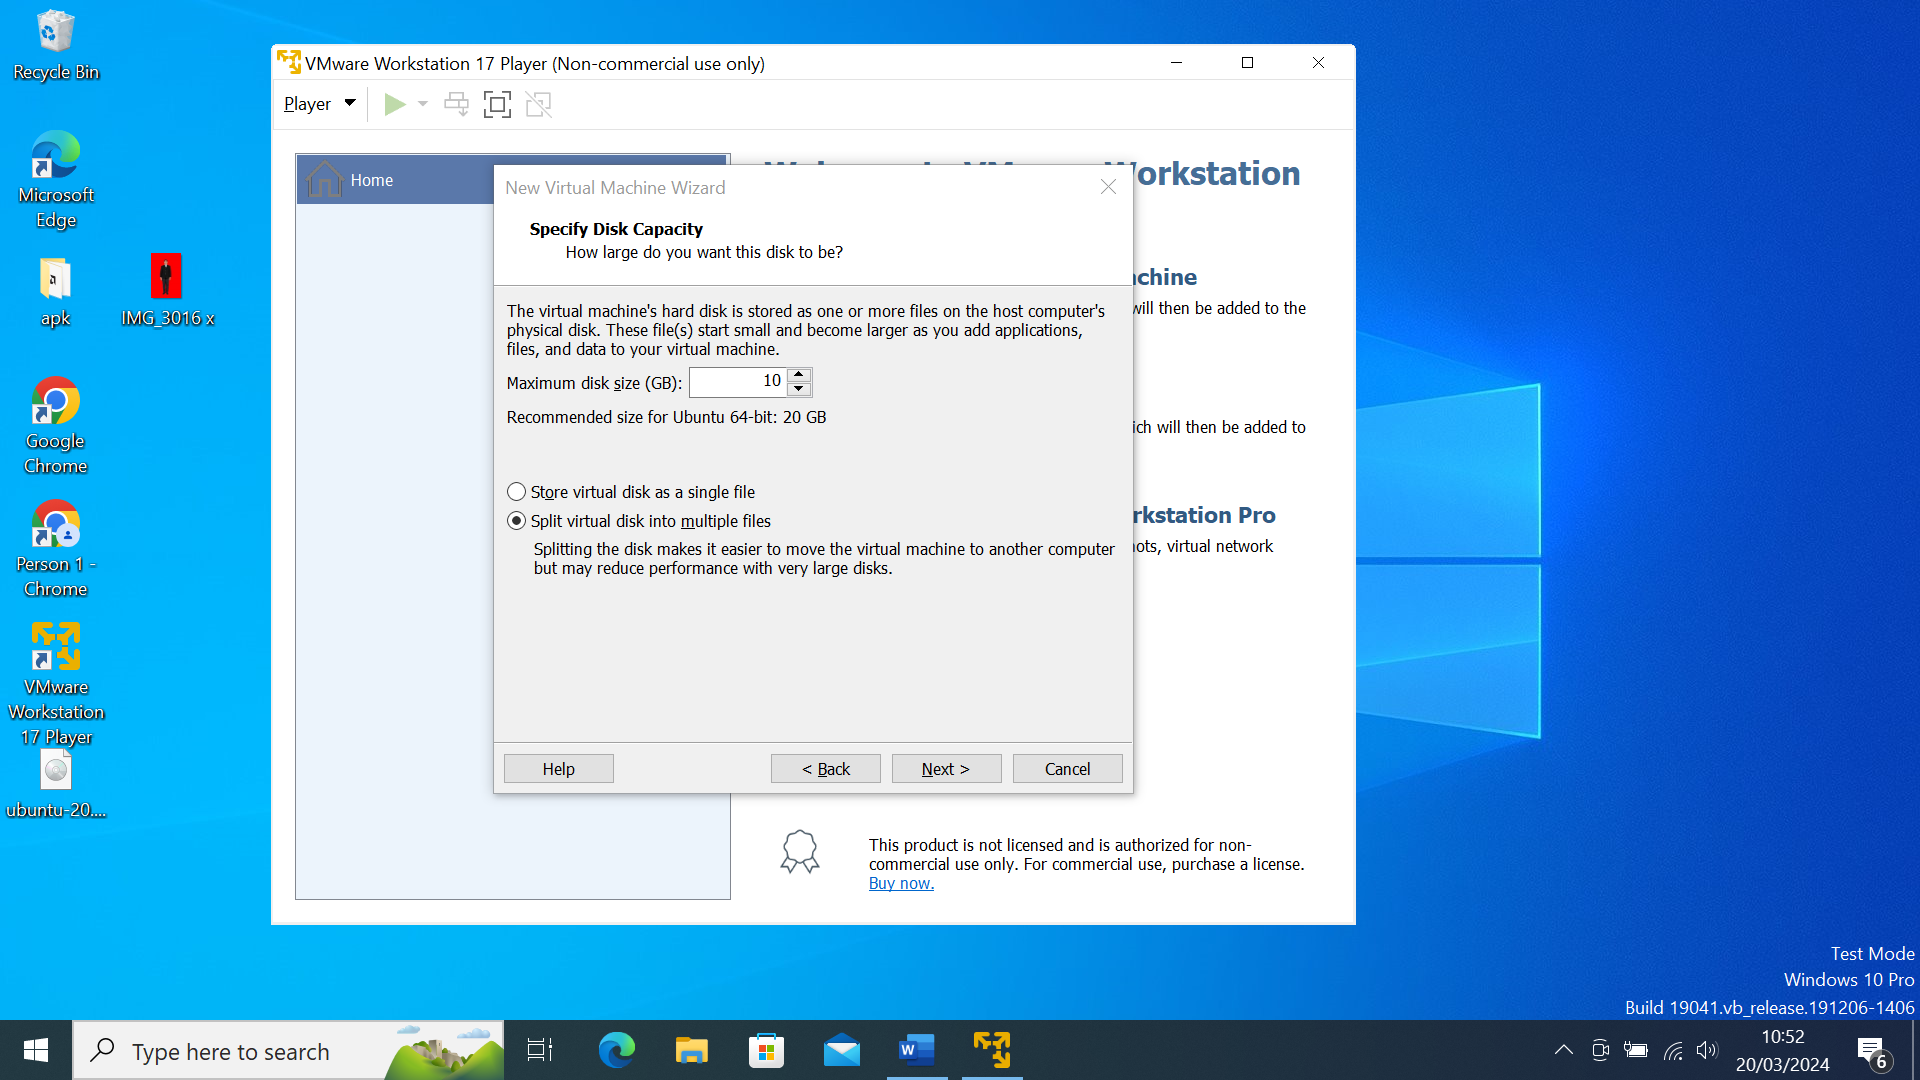 Recycle Bin
Microsoft
Edge
apk
IMG_3016 x
Google
Chrome
Person 1 -
Chrome
VMware
Workstation
17 Player
ubuntu-20....
VMware Workstation 17 Player (Non-commercial use only)
Player
Home
orkstation
New Virtual Machine Wizard
Specify Disk Capacity
How large do you want this disk to be?
achine
will then be added to the
The virtual machine's hard disk is stored as one or more files on the host computer's
physical disk. These file(s) start small and become larger as you add applications,
files, and data to your virtual machine.
Maximum disk size (GB): 10
Recommended size for Ubuntu 64-bit: 20 GB
ich will then be added to
Store virtual disk as a single file
Split virtual disk into multiple files
Splitting the disk makes it easier to move the virtual machine to another computer
but may reduce performance with very large disks.
rkstation Pro
ots, virtual network
Help
< Back
Next >
Cancel
This product is not licensed and is authorized for non-
commercial use only. For commercial use, purchase a license.
Buy now.
Test Mode
Windows 10 Pro
Build 19041.vb_release.191206-1406
Type here to search
W
10:52
20/03/2024
6